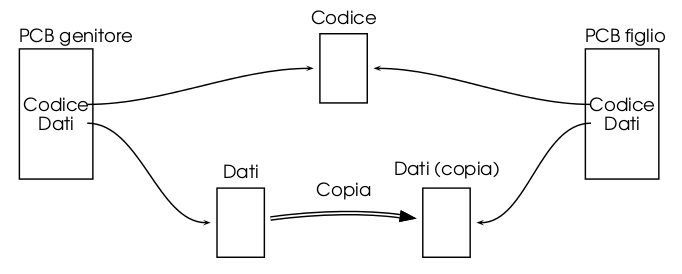 Codice
PCB genitore
PCB figlio
Codice
Dati
Codice
Dati
Dati
Copia
Dati (copia)